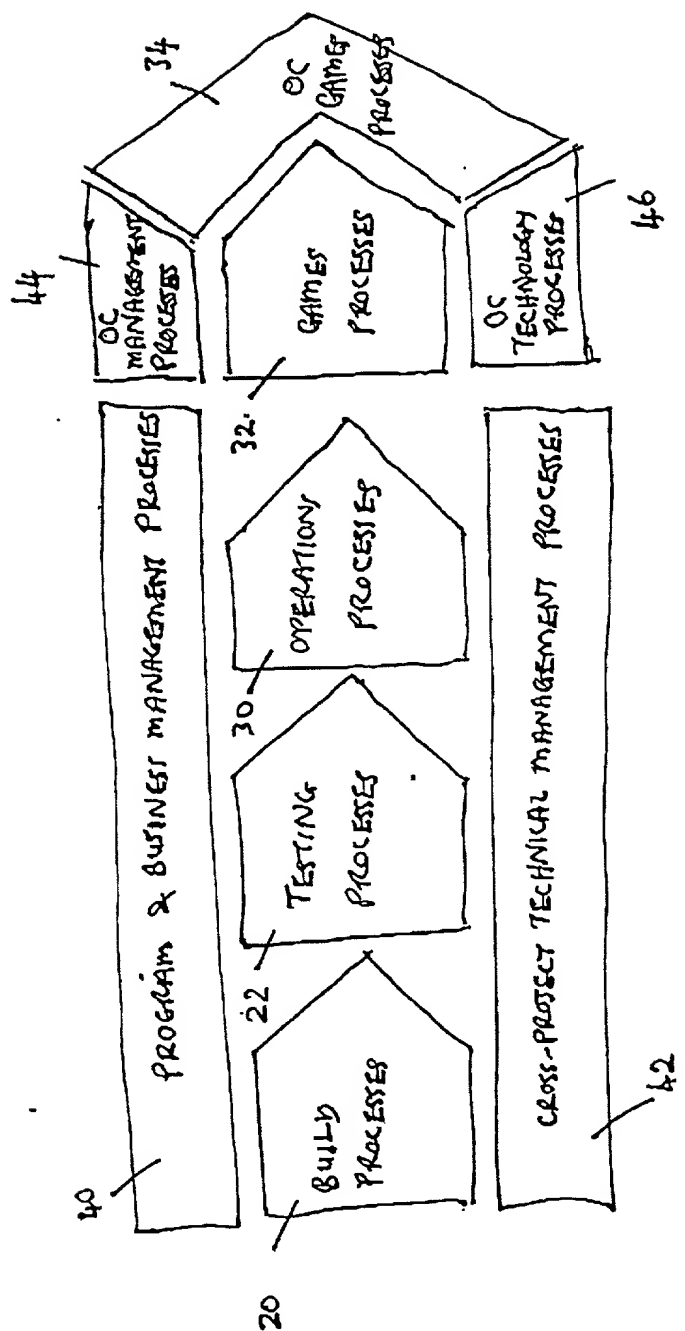 40
PROGRAM & BUSINESS MANAGEMENT PROCESSES
44
OC
MANAGEMENT
PROCESSES
34
OC
GAMES
PROCESSES
20
BUILD
PROCESSES
22
TESTING
PROCESSES
30
OPERATIONS
PROCESSES
32.
GAMES
PROCESSES
CROSS-PROJECT TECHNICAL MANAGEMENT PROCESSES
42
OC
TECHNOLOGY
PROCESSES
46